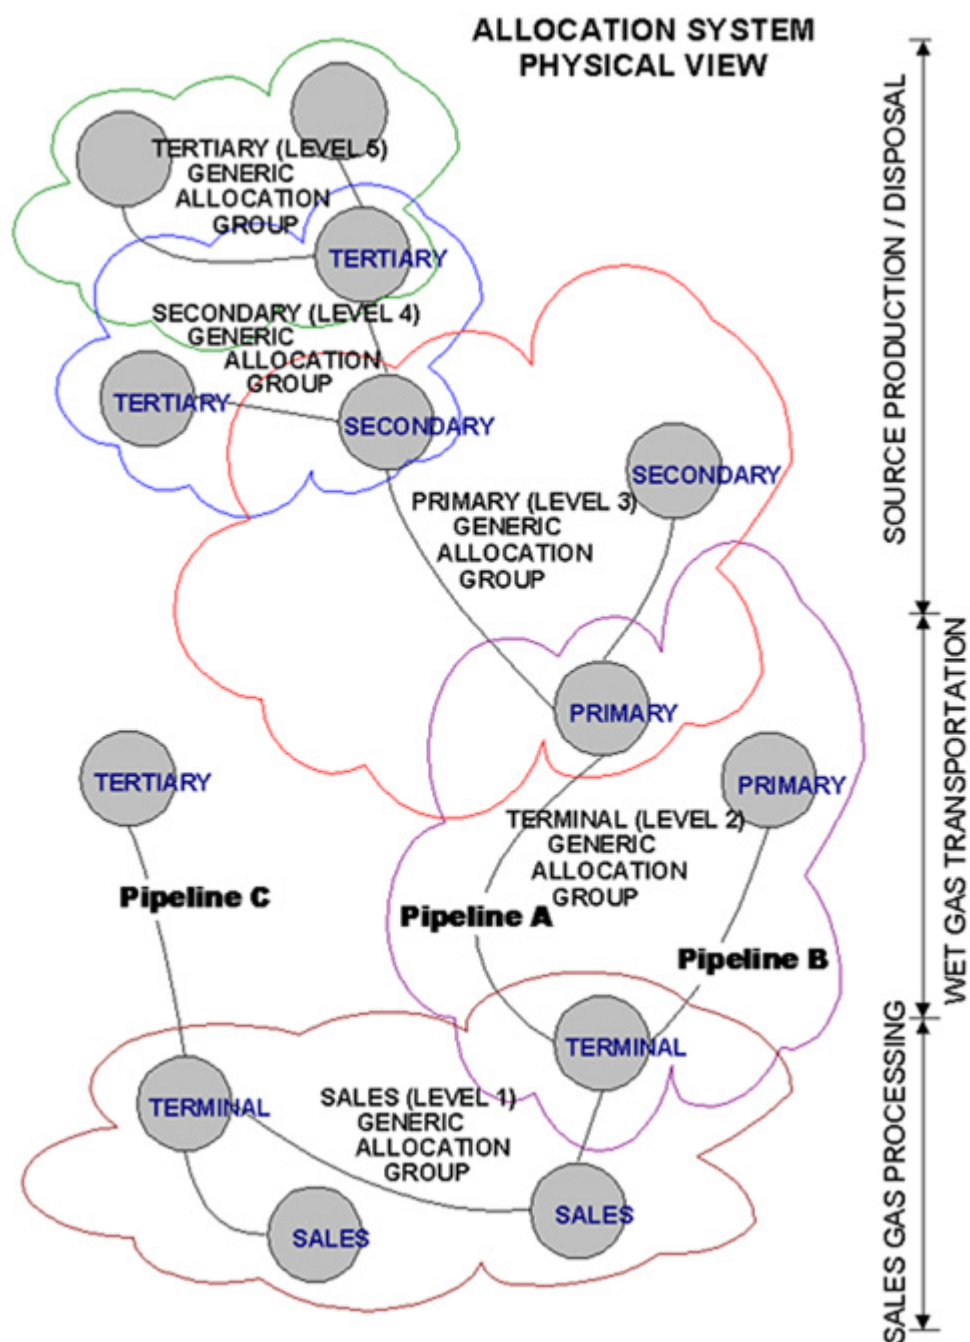 ALLOCATION SYSTEM
PHYSICAL VIEW
TERTIARY (LEVEL 5)
GENERIC
ALLOCATION
GROUP
TERTIARY
SECONDARY (LEVEL 4)
GENERIC
ALLOCATION
GROUP
TERTIARY
SECONDARY
SECONDARY
PRIMARY (LEVEL 3)
GENERIC
ALLOCATION
GROUP
PRIMARY
TERTIARY
PRIMARY
TERMINAL (LEVEL 2)
GENERIC
ALLOCATION
GROUP
Pipeline C
Pipeline A
Pipeline B
TERMINAL
TERMINAL
SALES (LEVEL 1)
GENERIC
ALLOCATION
GROUP
SALES
SALES
SOURCE PRODUCTION / DISPOSAL
WET GAS TRANSPORTATION
SALES GAS PROCESSING